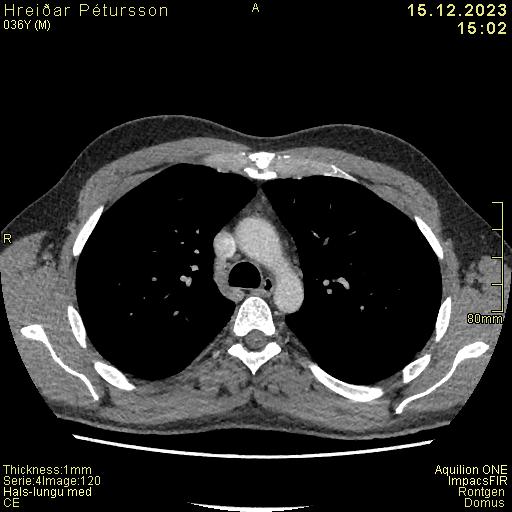 Hreiðar Pétursson
036Y (M)
A
15.12.2023
15:02
R
80mm
Thickness:1mm
Serie:4Image:120
Hals-lungu med
CE
Aquilion ONE
ImpacsFIR
Rontgen
Domus